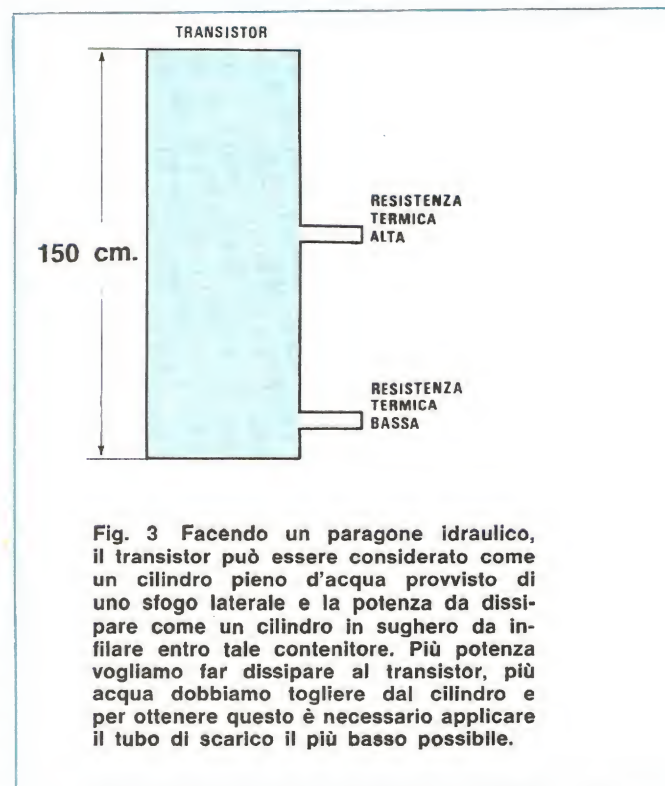 TRANSISTOR
150 cm.
RESISTENZA
TERMICA
ALTA
RESISTENZA
TERMICA
BASSA
Fig. 3 Facendo un paragone idraulico,
il transistor può essere considerato come
un cilindro pieno d'acqua provvisto di
uno sfogo laterale e la potenza da dissi-
pare come un cilindro in sughero da in-
filare entro tale contenitore. Più potenza
vogliamo far dissipare al transistor, più
acqua dobbiamo togliere dal cilindro e
per ottenere questo è necessario applicare
il tubo di scarico il più basso possibile.